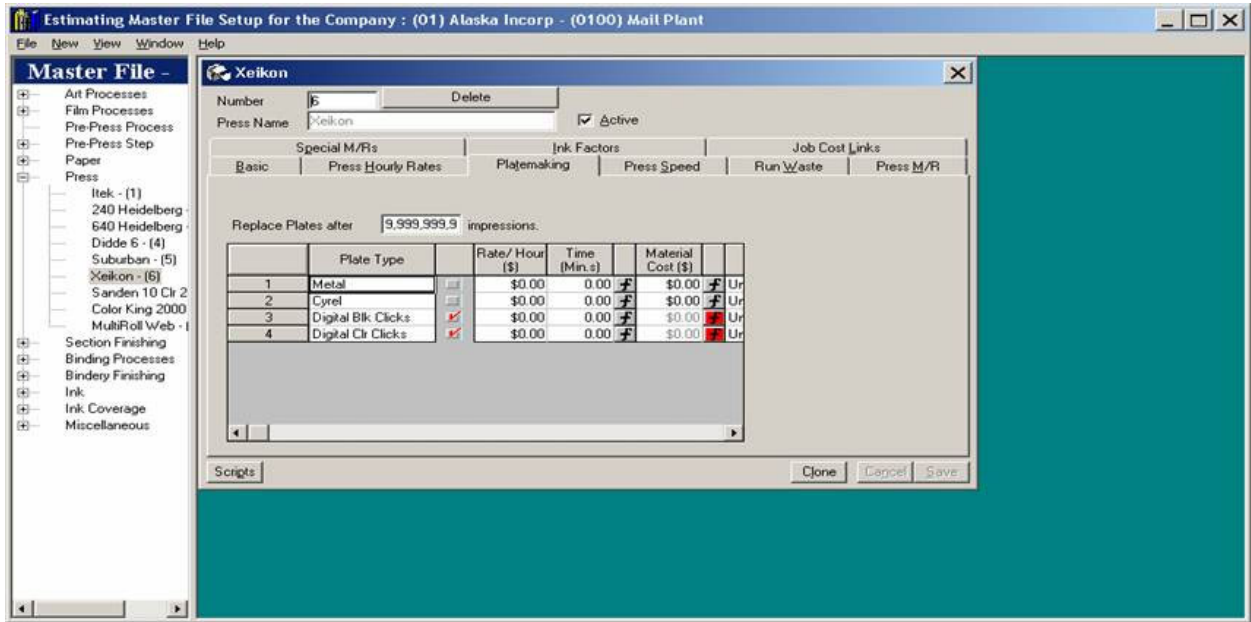 Estimating Master File Setup for the Company : (01) Alaska Incorp - (0100) Mail Plant
File New View Window Help
Master File -
Art Processes
Film Processes
Pre-Press Process
Pre-Press Step
Paper
Press
Itek - (1)
240 Heidelberg -
640 Heidelberg -
Didde 6 - (4)
Suburban - (5)
Xeikon - (6)
Sanden 10 Clr 2
Color King 2000
MultiRoll Web - (
Section Finishing
Binding Processes
Bindery Finishing
Ink
Ink Coverage
Miscellaneous
Xeikon
Number 6 Delete
Press Name Xeikon Active
Special M/Rs Ink Factors Job Cost Links
Basic Press Hourly Rates Platemaking Press Speed Run Waste Press M/R
Replace Plates after 9,999,999.9 impressions.
Plate Type Rate/ Hour ($) Time (Min.s) Material Cost ($)
1 Metal $0.00 0.00 f $0.00 f Ur
2 Cyrel $0.00 0.00 f $0.00 f Ur
3 Digital Blk Clicks $0.00 0.00 f $0.00 f Ur
4 Digital Clr Clicks $0.00 0.00 f $0.00 f Ur
Scripts Clone Cancel Save